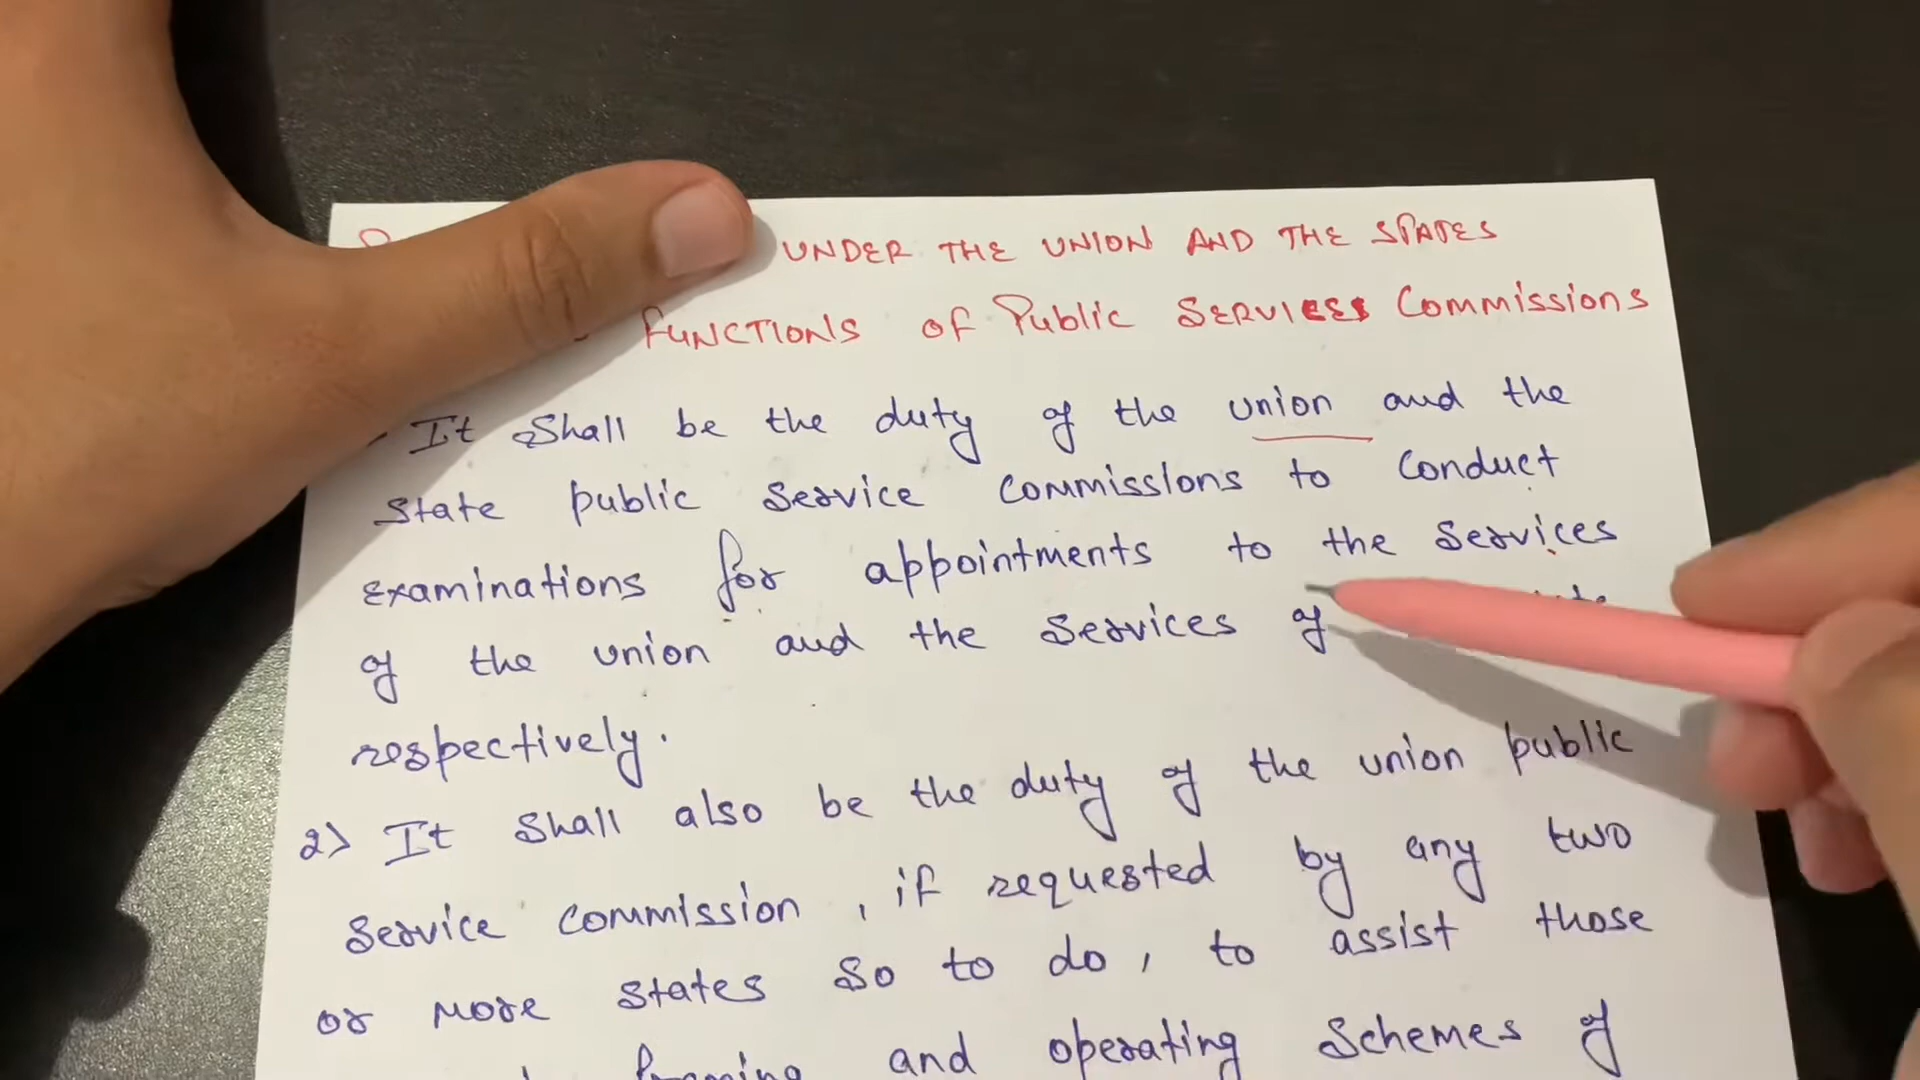 UNDER THE UNION AND THE STATES
FUNCTIONS OF Public SERVICES Commissions
It shall be the duty of the union and the
state public service commissions to conduct
examinations for appointments to the services
of the union and the services of
respectively.
2) It shall also be the duty of the union public
service commission, if requested by any two
or more states so to do, to assist those
and operating schemes of